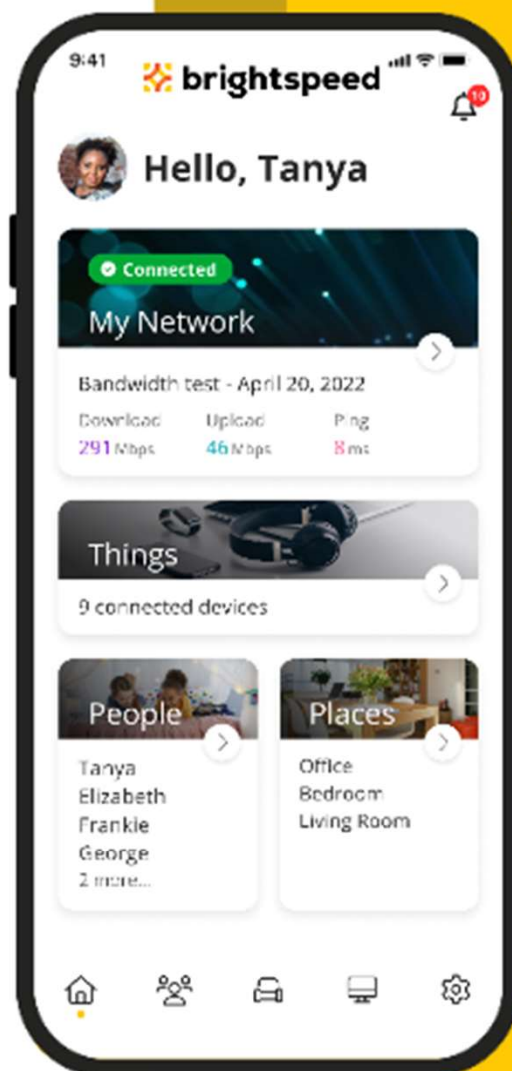 9:41
brightspeed
10
Hello, Tanya
Connected
My Network
Bandwidth test - April 20, 2022
Download Upload Ping
291 Mbps 46 Mbps 8 ms
Things
9 connected devices
People
Tanya
Elizabeth
Frankie
George
2 more...
Places
Office
Bedroom
Living Room